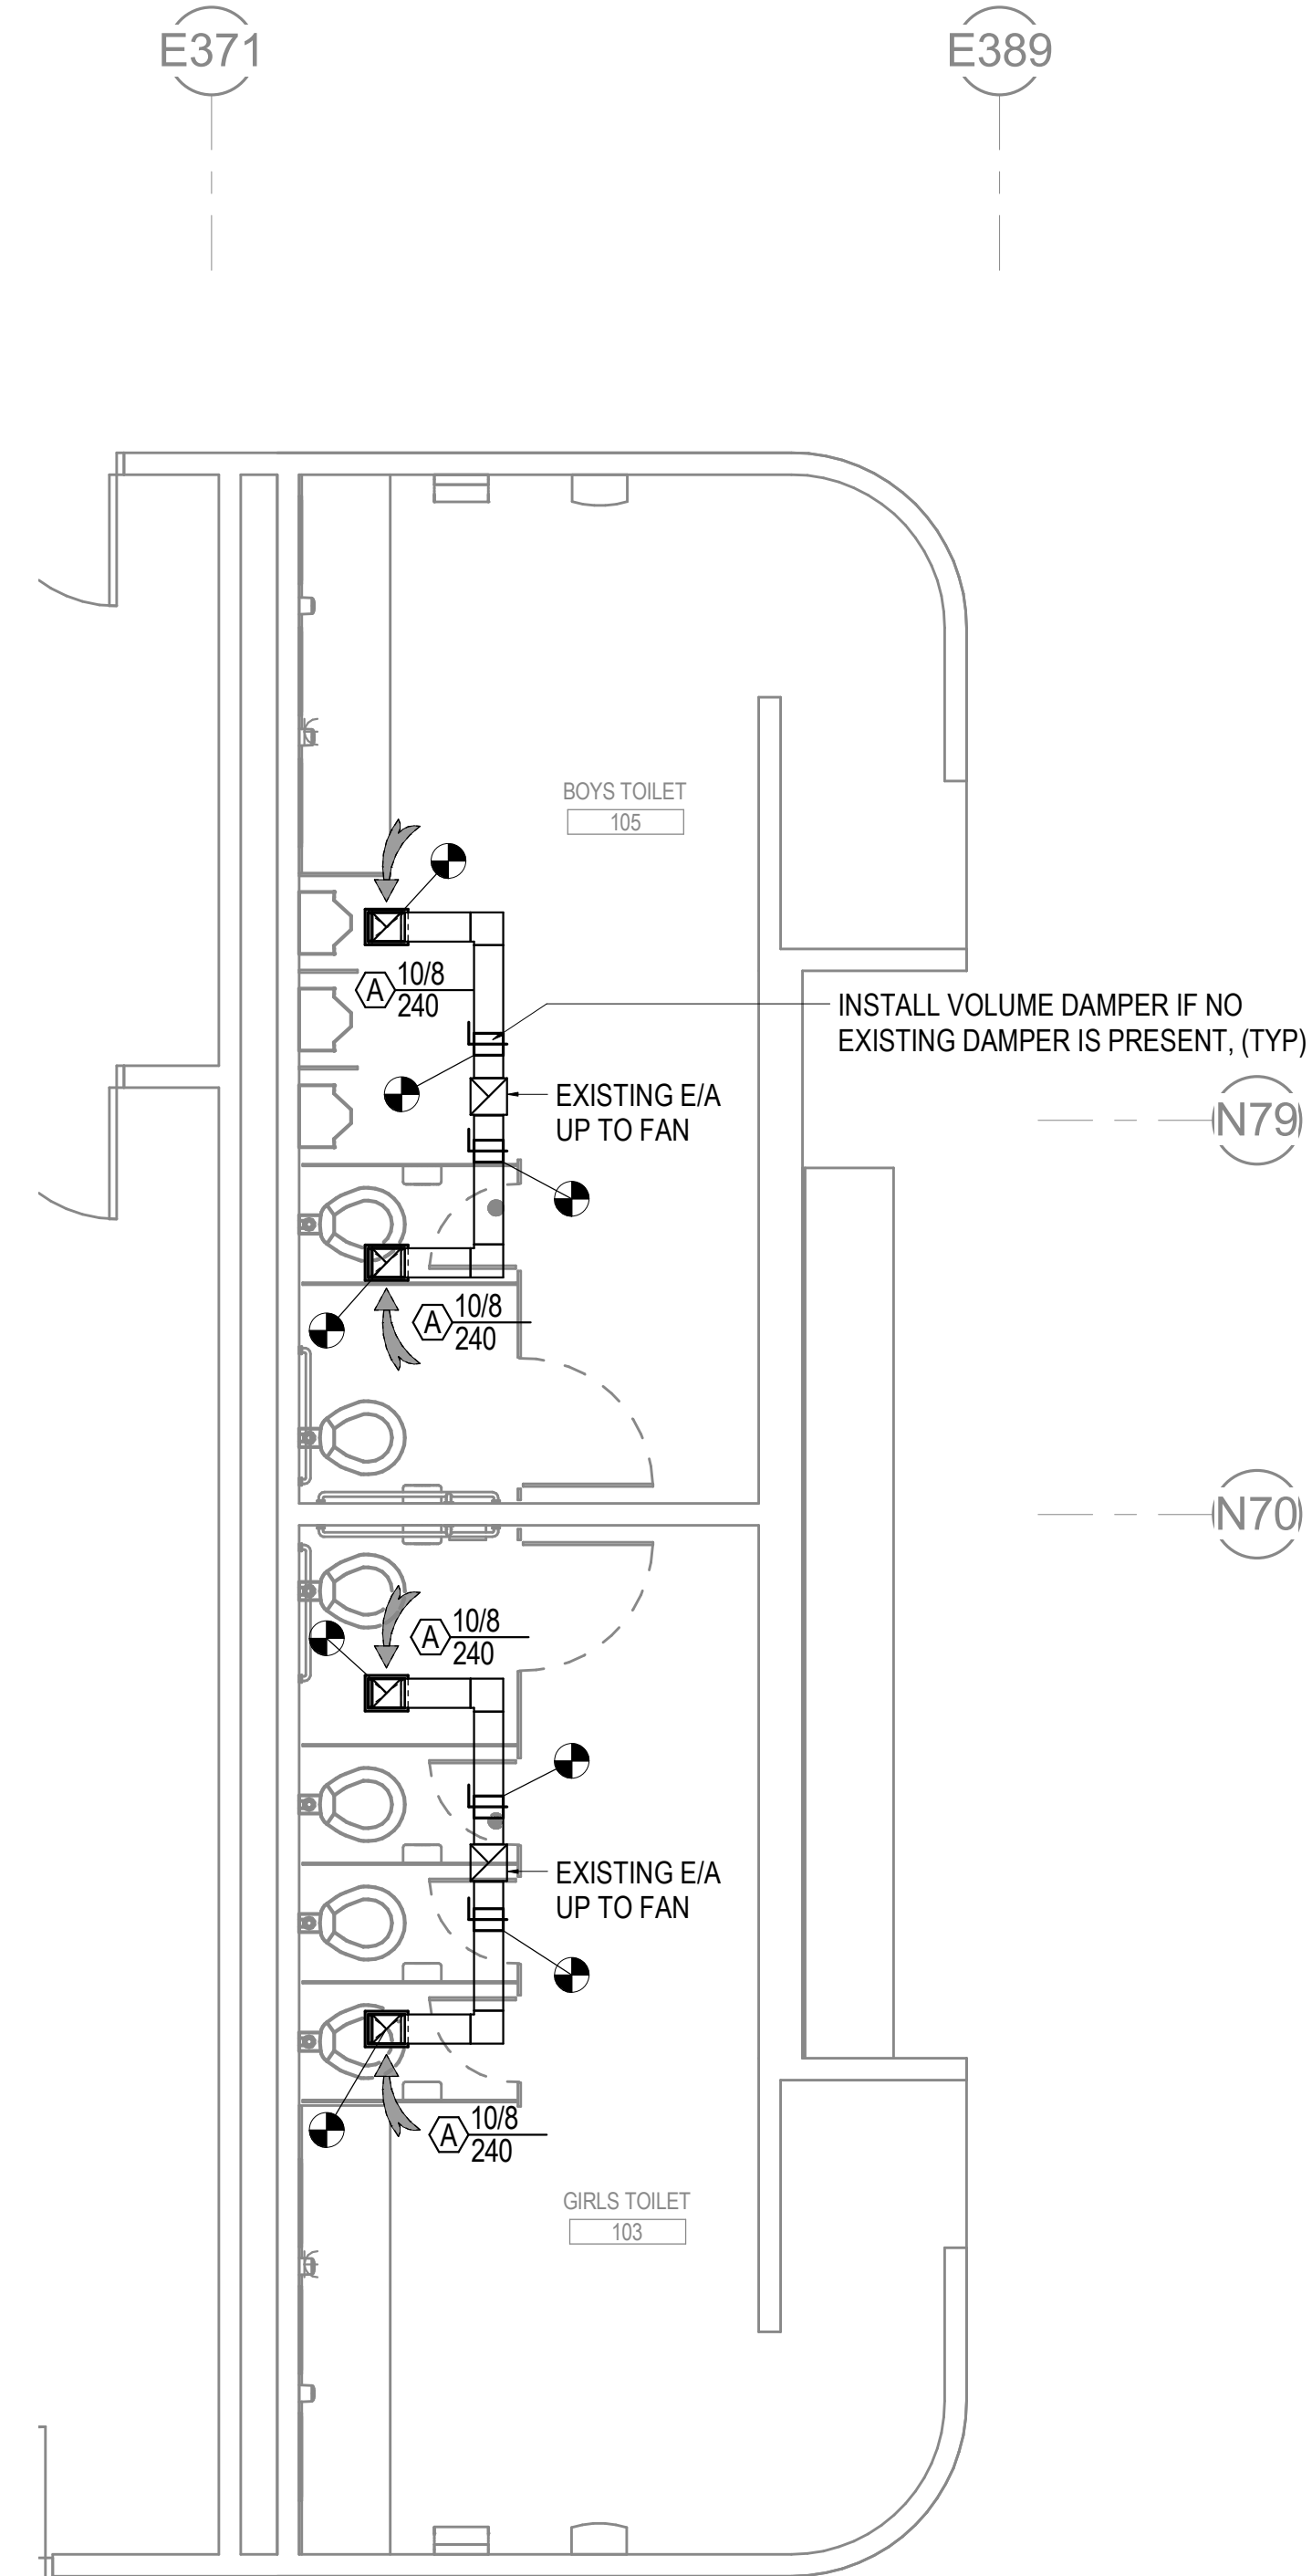 E371
E389
BOYS TOILET
105
A 10/8
240
INSTALL VOLUME DAMPER IF NO
EXISTING DAMPER IS PRESENT, (TYP)
EXISTING E/A
UP TO FAN
N79
A 10/8
240
N70
A 10/8
240
EXISTING E/A
UP TO FAN
A 10/8
240
GIRLS TOILET
103